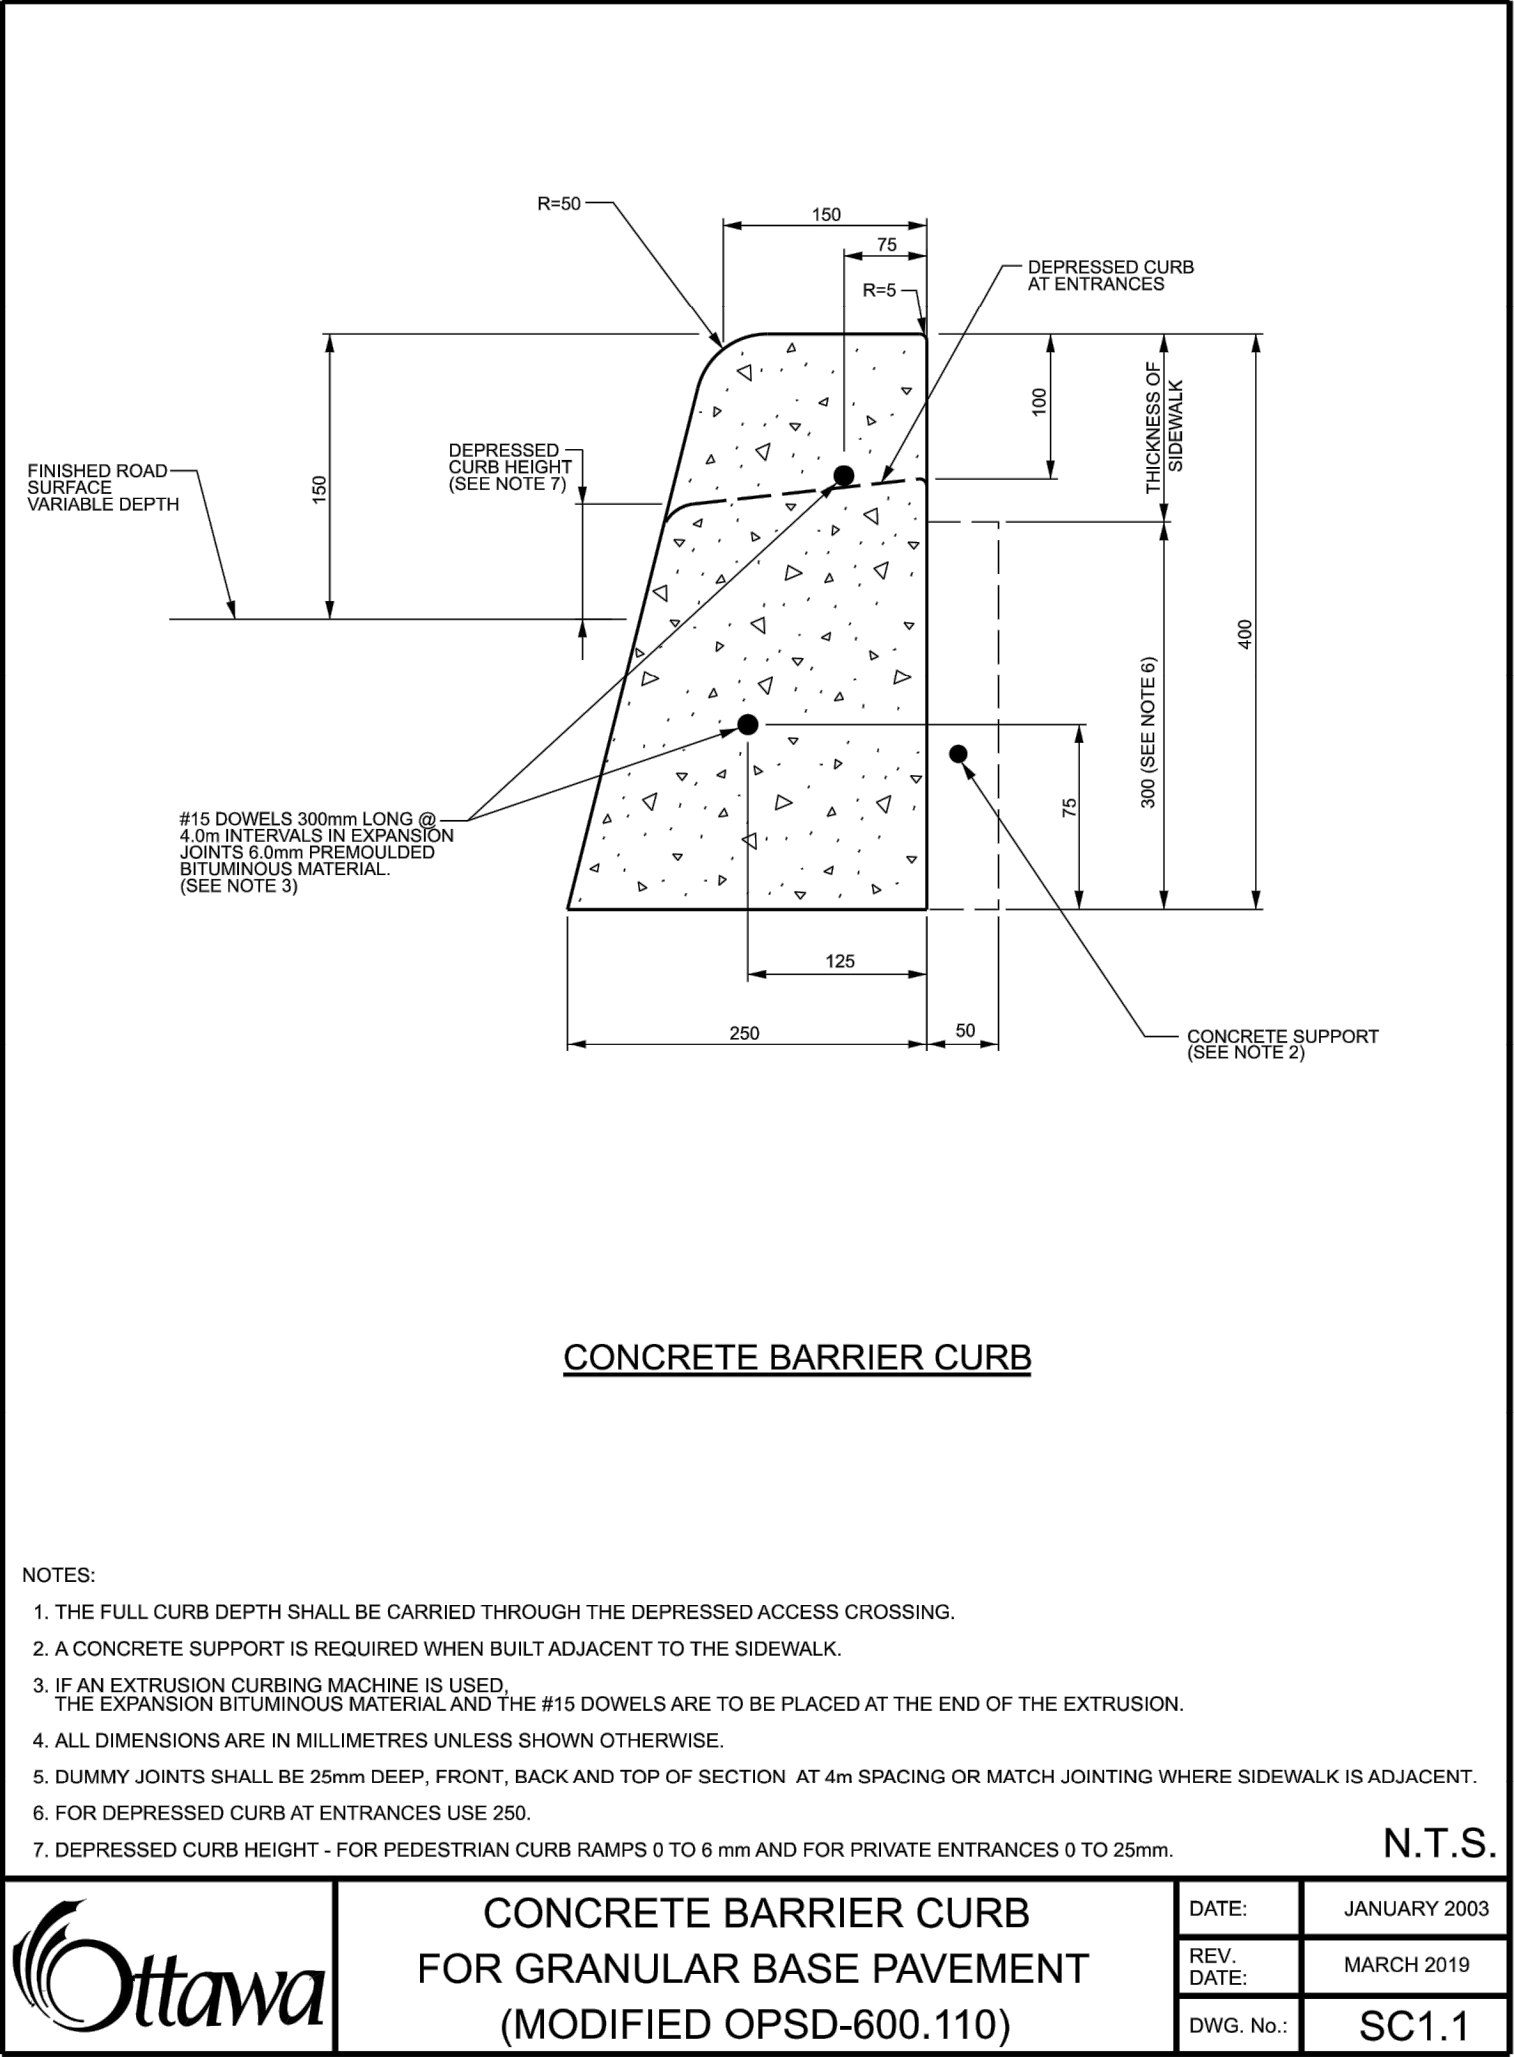 R=50
150
75
DEPRESSED CURB
AT ENTRANCES
R=5
100
THICKNESS OF
SIDEWALK
DEPRESSED
CURB HEIGHT
(SEE NOTE 7)
FINISHED ROAD
SURFACE
VARIABLE DEPTH
150
400
300 (SEE NOTE 6)
75
#15 DOWELS 300mm LONG @
4.0m INTERVALS IN EXPANSION
JOINTS 6.0mm PREMOULDED
BITUMINOUS MATERIAL.
(SEE NOTE 3)
125
250
50
CONCRETE SUPPORT
(SEE NOTE 2)
CONCRETE BARRIER CURB
NOTES:
1. THE FULL CURB DEPTH SHALL BE CARRIED THROUGH THE DEPRESSED ACCESS CROSSING.
2. A CONCRETE SUPPORT IS REQUIRED WHEN BUILT ADJACENT TO THE SIDEWALK.
3. IF AN EXTRUSION CURBING MACHINE IS USED,
THE EXPANSION BITUMINOUS MATERIAL AND THE #15 DOWELS ARE TO BE PLACED AT THE END OF THE EXTRUSION.
4. ALL DIMENSIONS ARE IN MILLIMETRES UNLESS SHOWN OTHERWISE.
5. DUMMY JOINTS SHALL BE 25mm DEEP, FRONT, BACK AND TOP OF SECTION AT 4m SPACING OR MATCH JOINTING WHERE SIDEWALK IS ADJACENT.
6. FOR DEPRESSED CURB AT ENTRANCES USE 250.
7. DEPRESSED CURB HEIGHT - FOR PEDESTRIAN CURB RAMPS 0 TO 6 mm AND FOR PRIVATE ENTRANCES 0 TO 25mm.
N.T.S.
Ottawa
CONCRETE BARRIER CURB
FOR GRANULAR BASE PAVEMENT
(MODIFIED OPSD-600.110)
DATE:
JANUARY 2003
REV.
DATE:
MARCH 2019
DWG. No.:
SC1.1